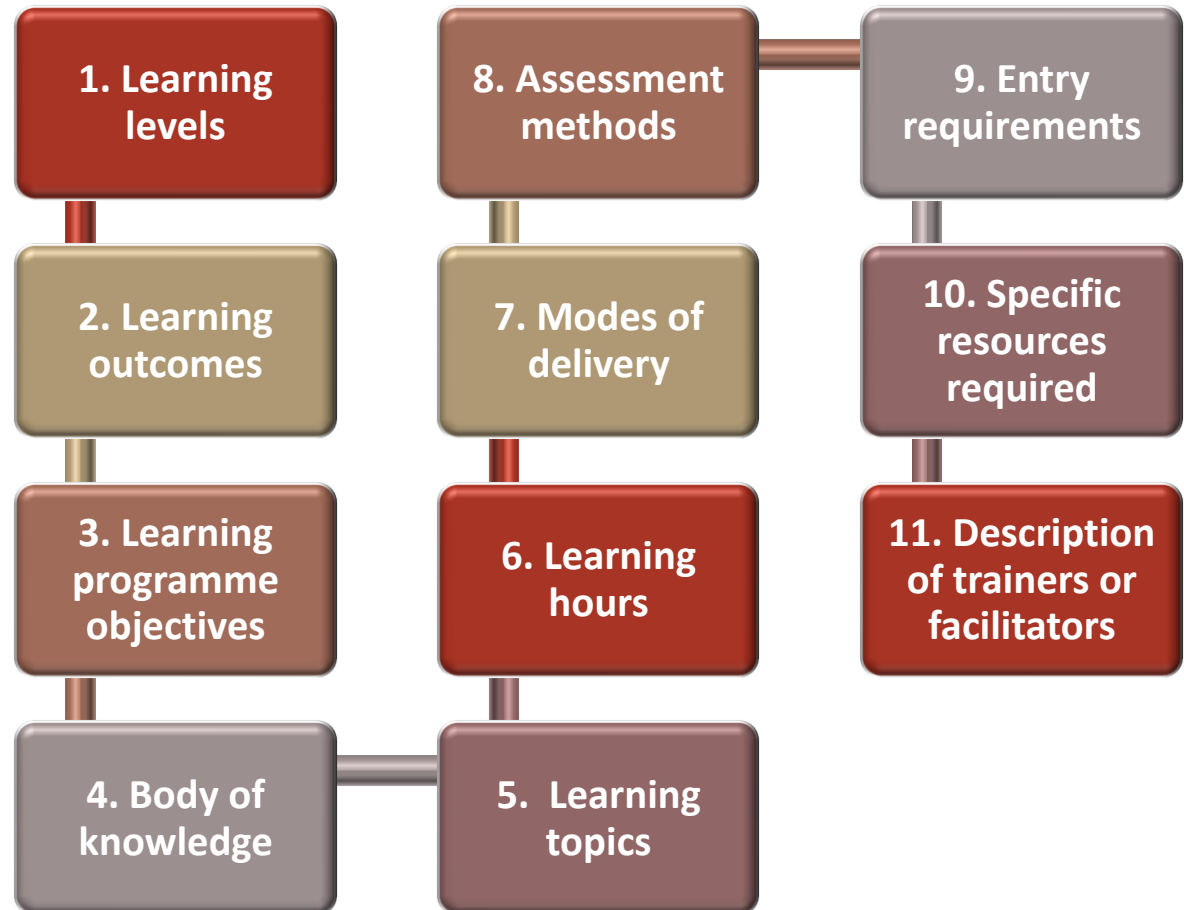 1. Learning
levels
2. Learning
outcomes
3. Learning
programme
objectives
4. Body of
knowledge
5.  Learning
topics
6. Learning
hours
7. Modes of
delivery
8. Assessment
methods
9. Entry
requirements
10. Specific
resources
required
11. Description
of trainers or
facilitators